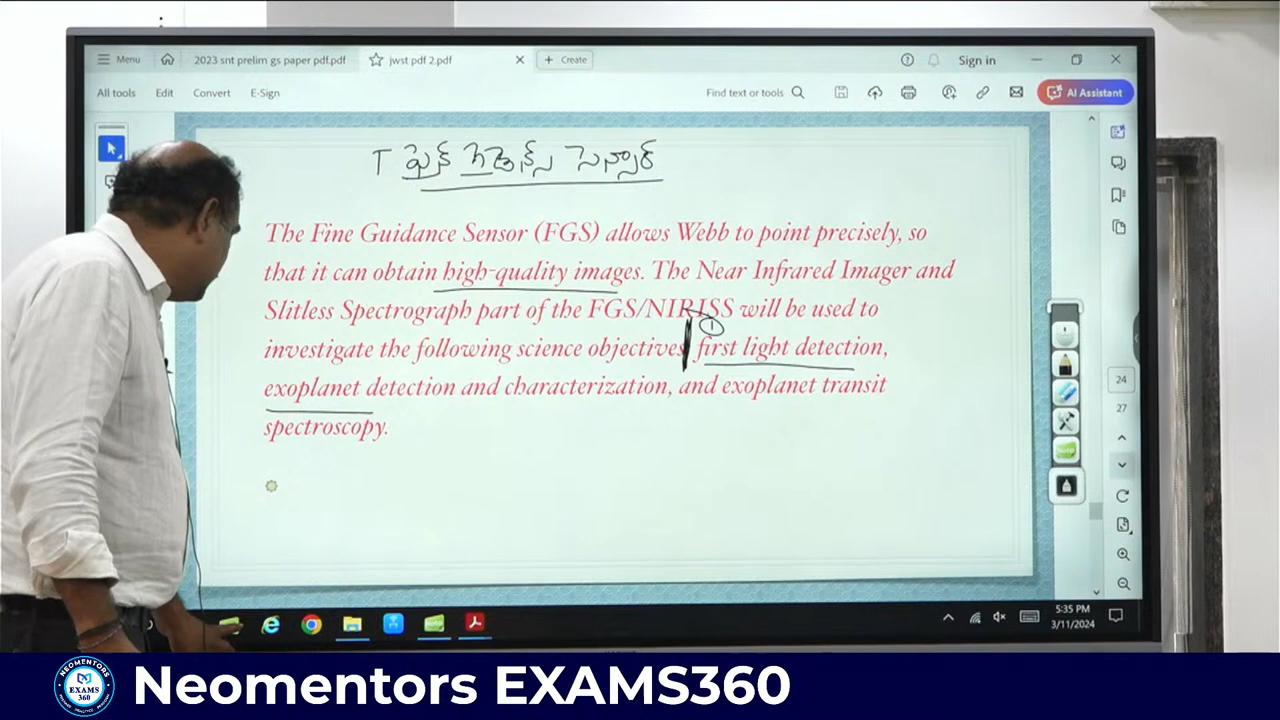 Menu 2023 snt prelim gs paper pdf.pdf jwst pdf 2.pdf + Create Sign in
All tools Edit Convert E-Sign Find text or tools AI Assistant
T ఫైన్ గైడెన్స్ సెన్సార్
The Fine Guidance Sensor (FGS) allows Webb to point precisely, so
that it can obtain high-quality images. The Near Infrared Imager and
Slitless Spectrograph part of the FGS/NIRISS will be used to
1
investigate the following science objectives first light detection,
exoplanet detection and characterization, and exoplanet transit
spectroscopy.
24
27
5:35 PM
3/11/2024
NEOMENTORS
EXAMS
360
Neomentors EXAMS360